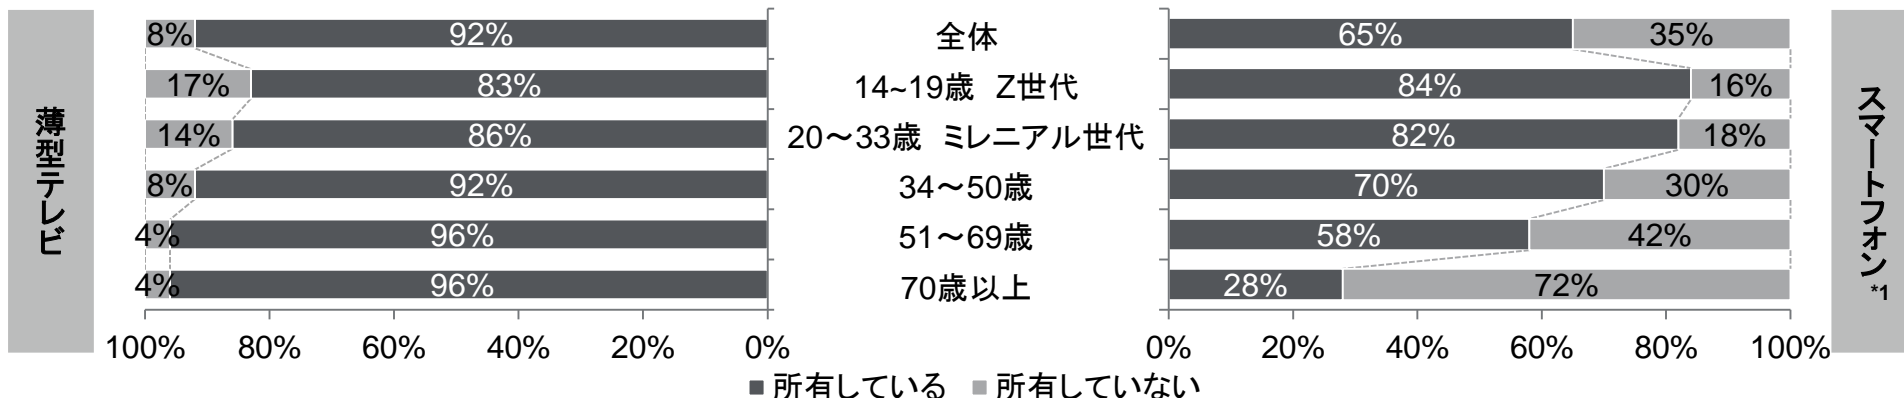 薄型テレビ
8% 92% 全体 65% 35%
17% 83% 14~19歳 Z世代 84% 16%
14% 86% 20～33歳 ミレニアル世代 82% 18%
8% 92% 34～50歳 70% 30%
4% 96% 51～69歳 58% 42%
4% 96% 70歳以上 28% 72%
100% 80% 60% 40% 20% 0% 0% 20% 40% 60% 80% 100%
スマートフォン*1
■ 所有している ■ 所有していない